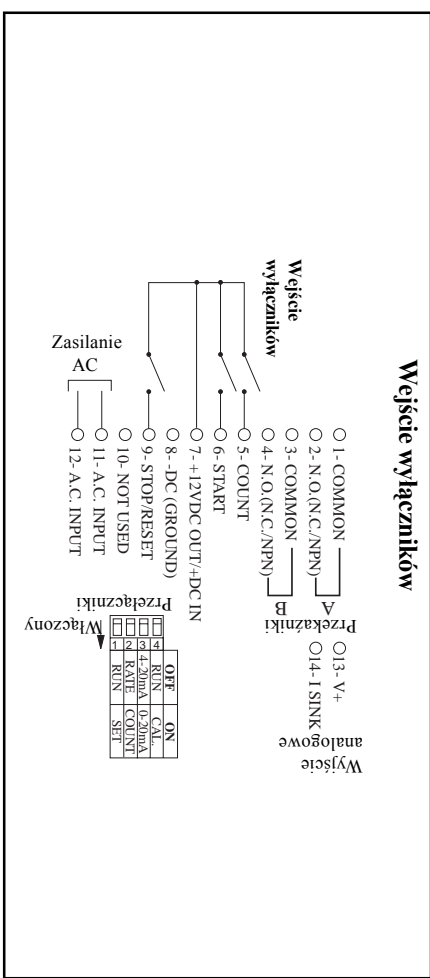 Wejście wyłączników
1- COMMON
2- N.O.(N.C./NPN)
3- COMMON
4- N.O.(N.C./NPN)
5- COUNT
6- START
7- +12VDC OUT/+DC IN
8- -DC (GROUND)
9- STOP/RESET
10- NOT USED
11- A.C. INPUT
12- A.C. INPUT
13- V+
14- I SINK
A
B
Przekaźniki
Wyjście
analogowe
Wejście
wyłączników
Zasilanie
AC
Przełączniki
Włączony
OFF ON
4 RUN CAL.
3 4-20mA 0-20mA
2 RATE COUNT
1 RUN SET